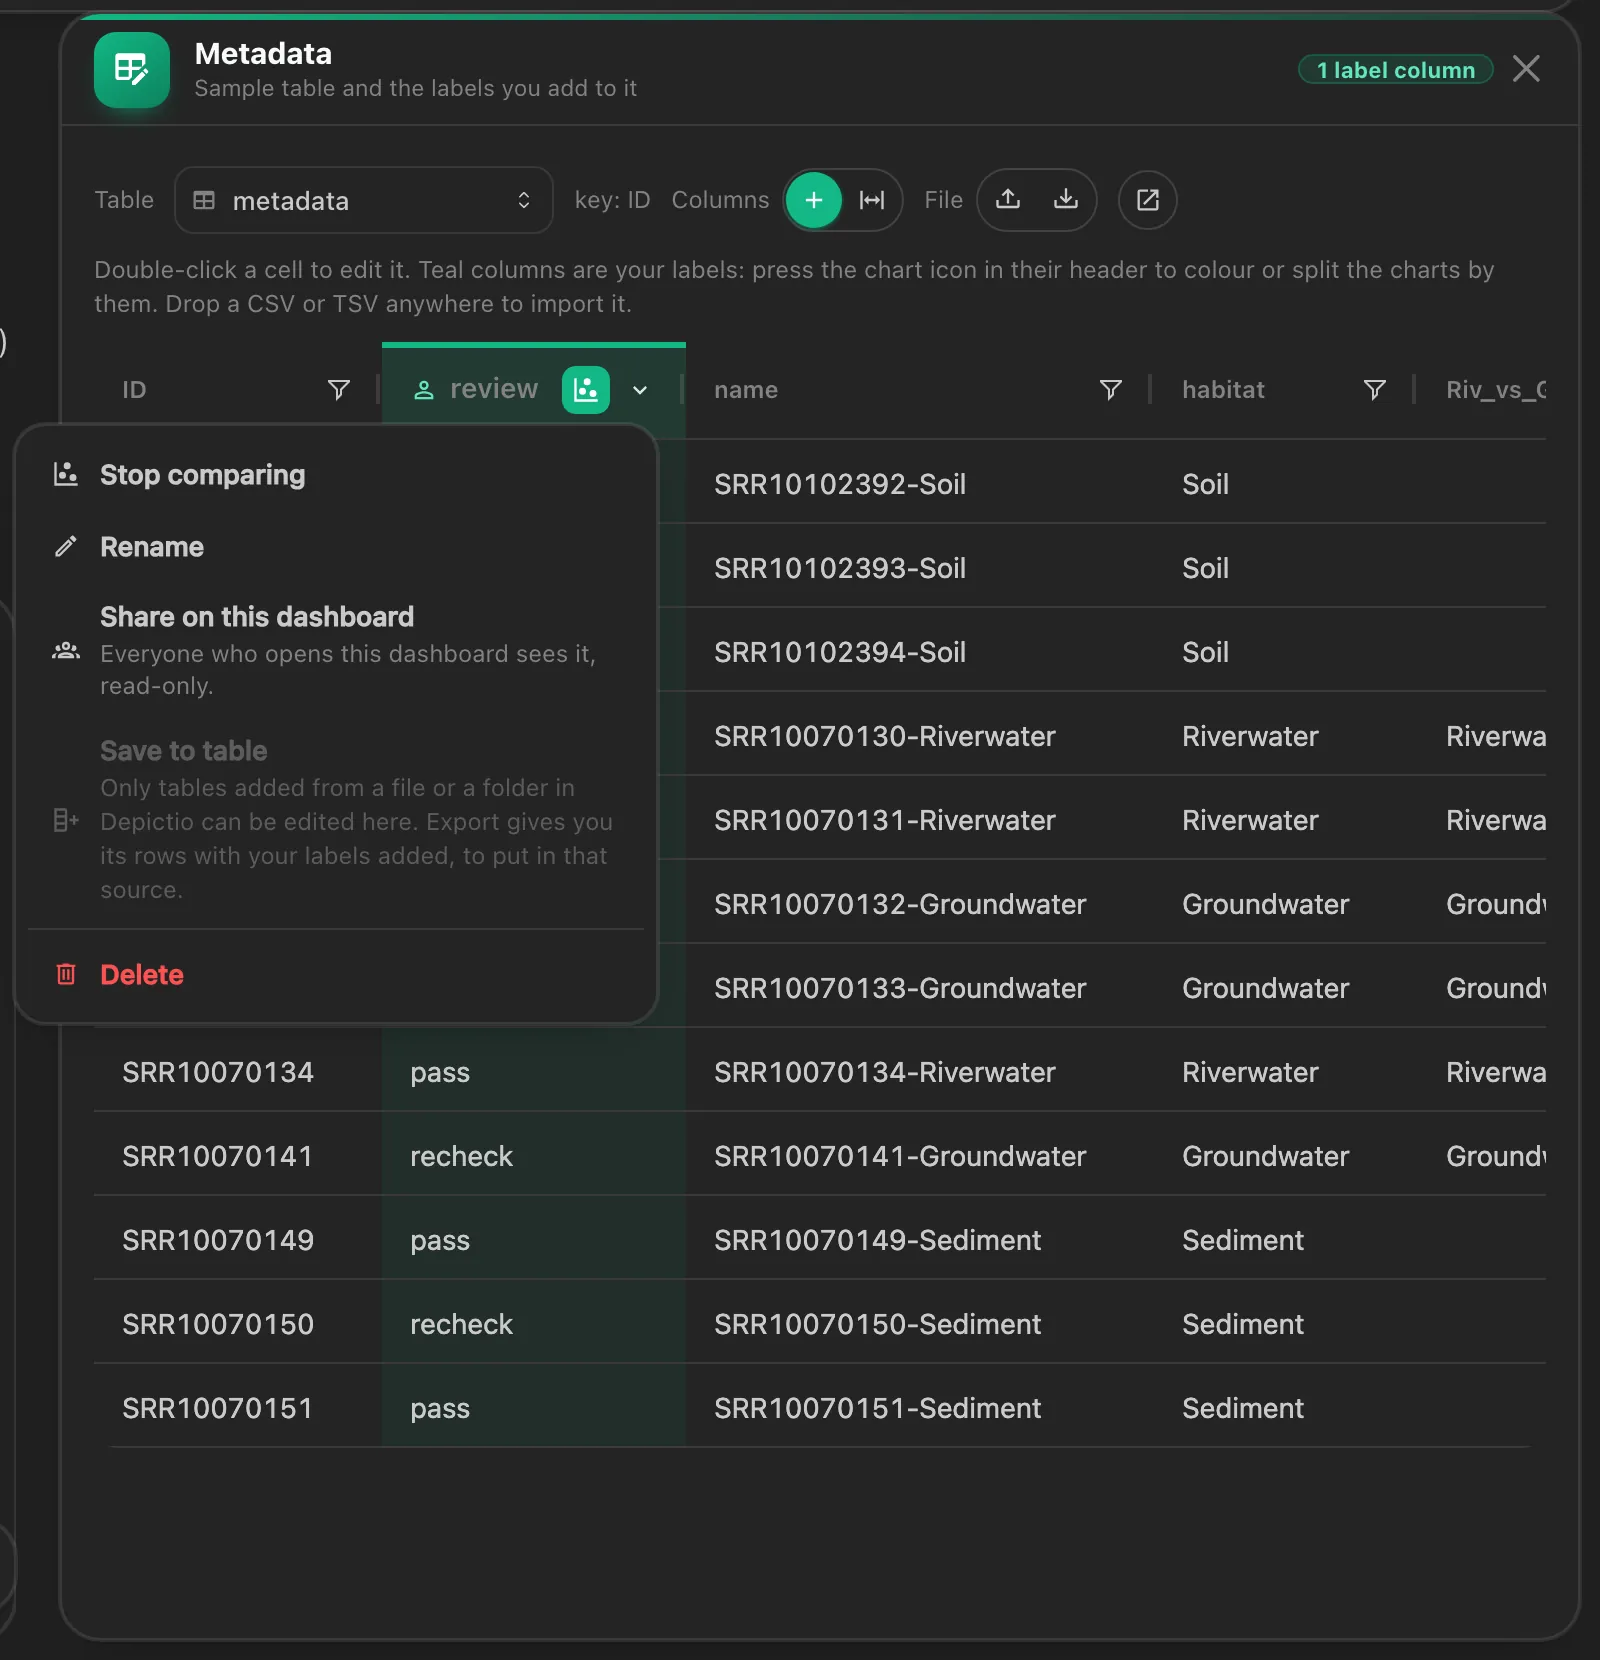 Metadata
Sample table and the labels you add to it
1 label column
Table
metadata
key: ID
Columns
File
Double-click a cell to edit it. Teal columns are your labels: press the chart icon in their header to colour or split the charts by
them. Drop a CSV or TSV anywhere to import it.
)
ID
review
name
habitat
Riv_vs_G
Stop comparing
Rename
Share on this dashboard
Everyone who opens this dashboard sees it,
read-only.
Save to table
Only tables added from a file or a folder in
Depictio can be edited here. Export gives you
its rows with your labels added, to put in that
source.
Delete
SRR10102392-Soil Soil
SRR10102393-Soil Soil
SRR10102394-Soil Soil
SRR10070130-Riverwater Riverwater Riverwa
SRR10070131-Riverwater Riverwater Riverwa
SRR10070132-Groundwater Groundwater Ground
SRR10070133-Groundwater Groundwater Ground
SRR10070134 pass SRR10070134-Riverwater Riverwater Riverwa
SRR10070141 recheck SRR10070141-Groundwater Groundwater Ground
SRR10070149 pass SRR10070149-Sediment Sediment
SRR10070150 recheck SRR10070150-Sediment Sediment
SRR10070151 pass SRR10070151-Sediment Sediment